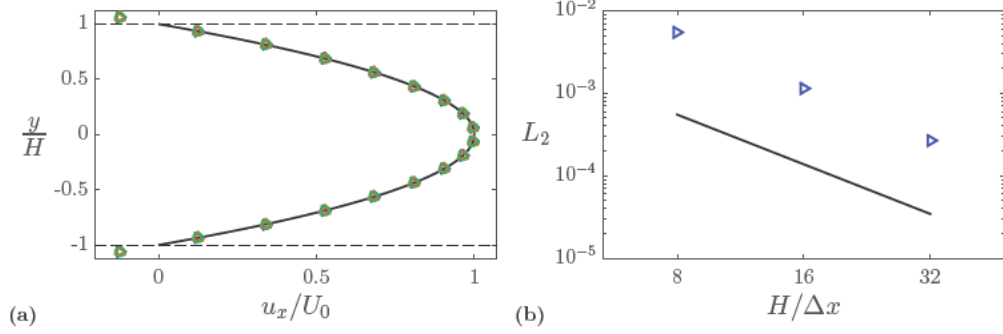 1
0.5
y
H
0
-0.5
-1
0
0.5
1
(a)
u_x/U_0
10^{-2}
10^{-3}
L_2
10^{-4}
10^{-5}
8
16
32
(b)
H/Δx